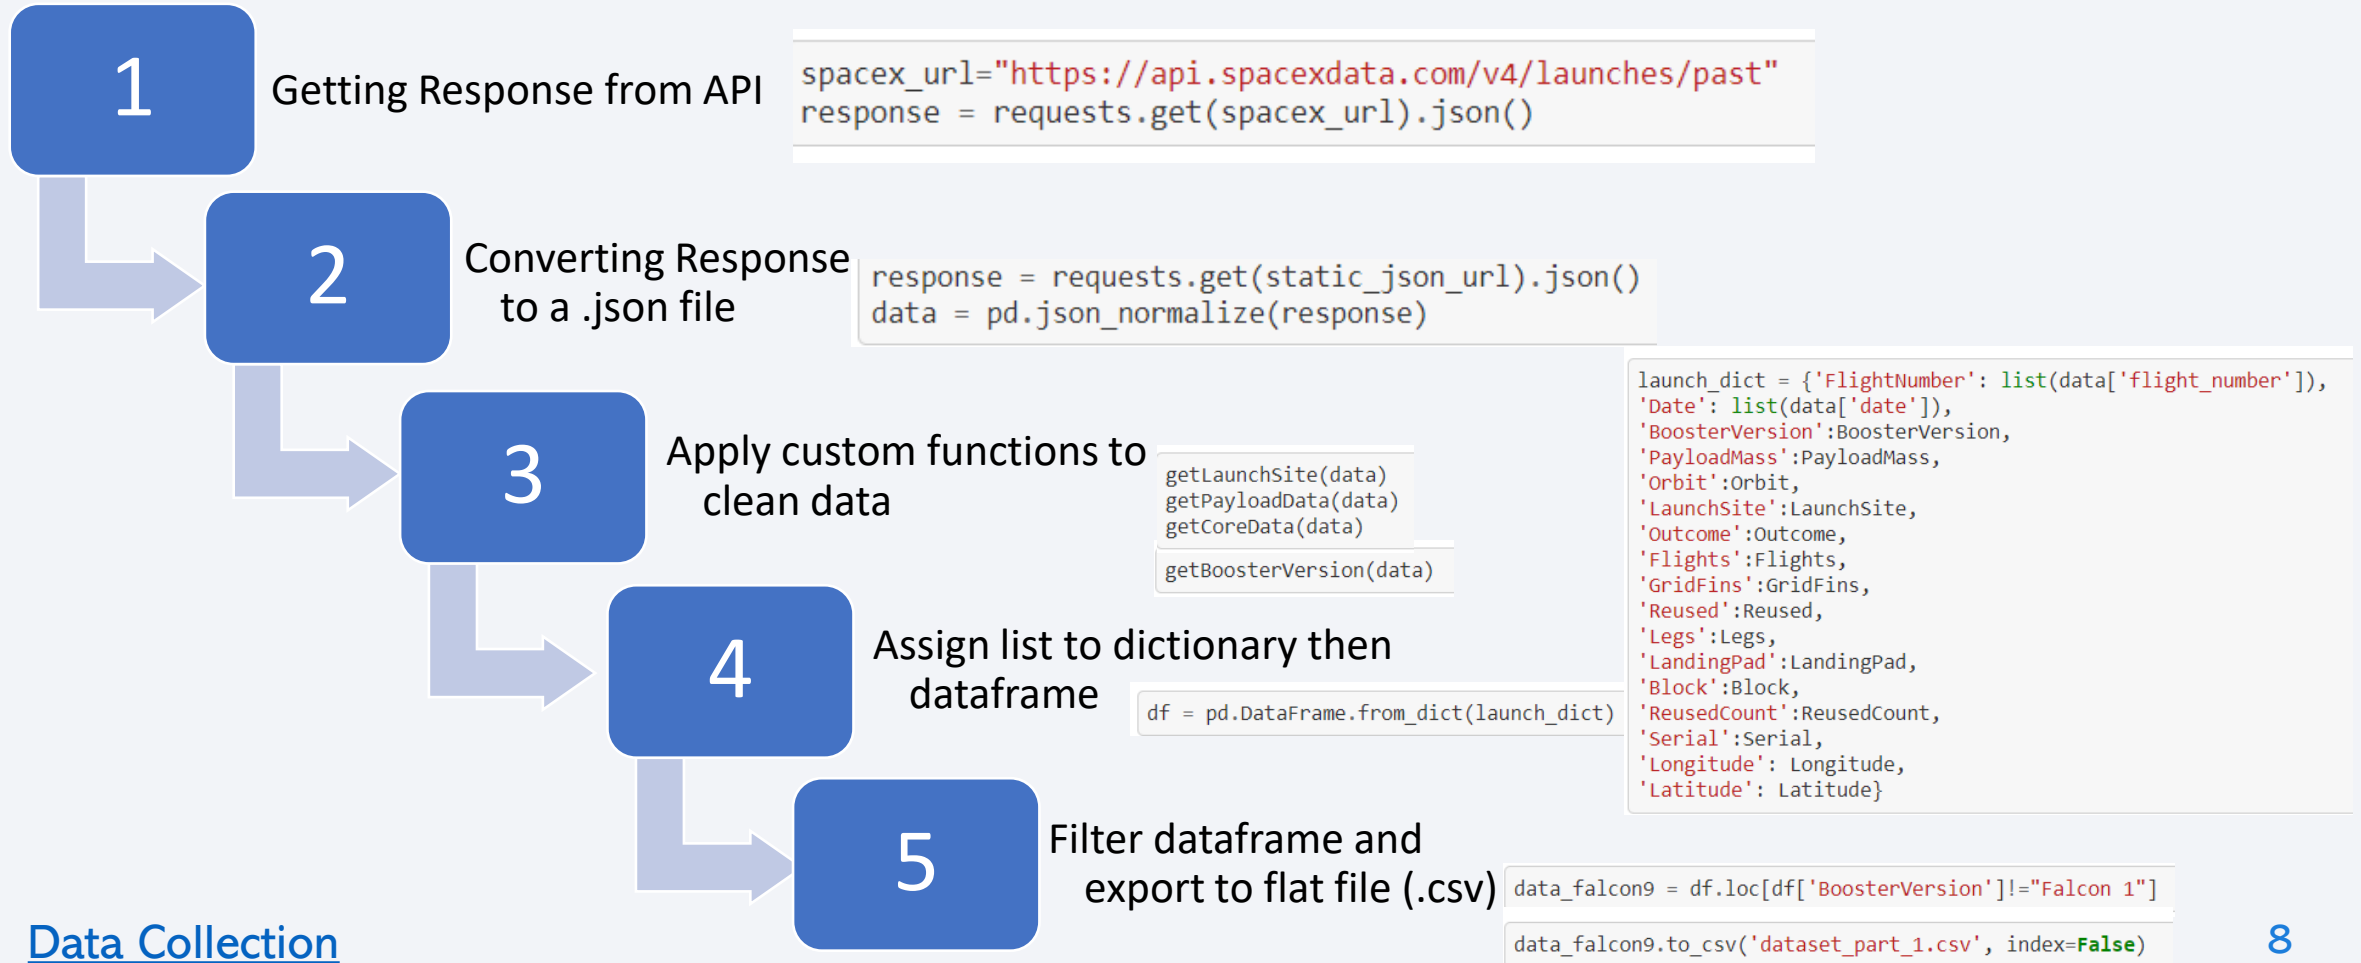 1
Getting Response from API
spacex_url="https://api.spacexdata.com/v4/launches/past"
response = requests.get(spacex_url).json()
2
Converting Response
to a .json file
response = requests.get(static_json_url).json()
data = pd.json_normalize(response)
3
Apply custom functions to
clean data
getLaunchSite(data)
getPayloadData(data)
getCoreData(data)
getBoosterVersion(data)
4
Assign list to dictionary then
dataframe
df = pd.DataFrame.from_dict(launch_dict)
launch_dict = {'FlightNumber': list(data['flight_number']),
'Date': list(data['date']),
'BoosterVersion':BoosterVersion,
'PayloadMass':PayloadMass,
'Orbit':Orbit,
'LaunchSite':LaunchSite,
'Outcome':Outcome,
'Flights':Flights,
'GridFins':GridFins,
'Reused':Reused,
'Legs':Legs,
'LandingPad':LandingPad,
'Block':Block,
'ReusedCount':ReusedCount,
'Serial':Serial,
'Longitude': Longitude,
'Latitude': Latitude}
5
Filter dataframe and
export to flat file (.csv)
data_falcon9 = df.loc[df['BoosterVersion']!="Falcon 1"]
data_falcon9.to_csv('dataset_part_1.csv', index=False)
Data Collection
8